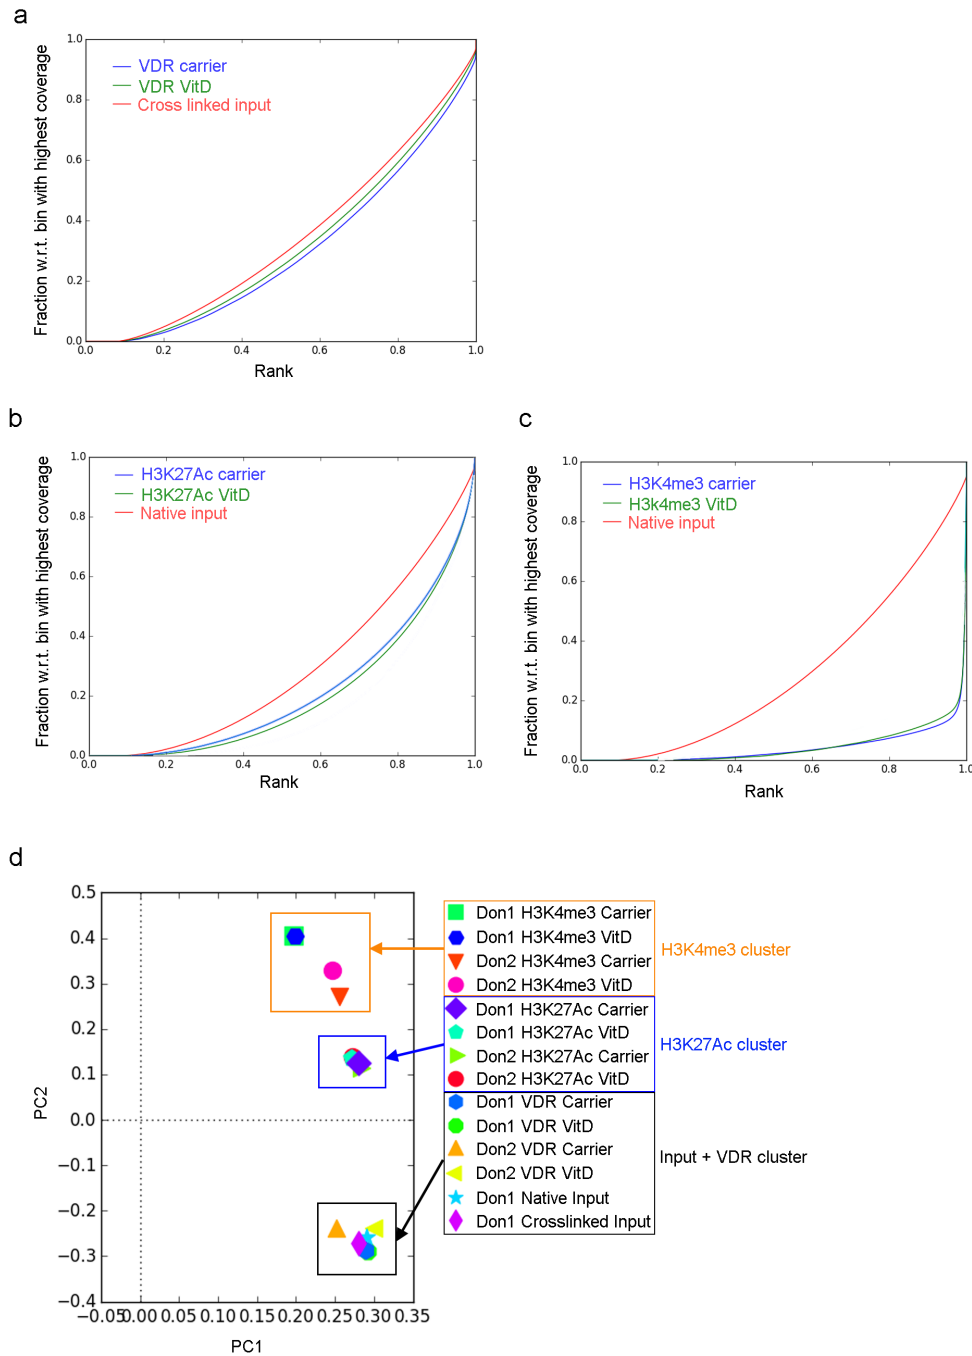 a
1.0
0.8
0.6
0.4
0.2
0.0
0.0 0.2 0.4 0.6 0.8 1.0
Fraction w.r.t. bin with highest coverage
Rank
VDR carrier
VDR VitD
Cross linked input
b
1.0
0.8
0.6
0.4
0.2
0.0
0.0 0.2 0.4 0.6 0.8 1.0
Fraction w.r.t. bin with highest coverage
Rank
H3K27Ac carrier
H3K27Ac VitD
Native input
c
1.0
0.8
0.6
0.4
0.2
0.0
0.0 0.2 0.4 0.6 0.8 1.0
Fraction w.r.t. bin with highest coverage
Rank
H3K4me3 carrier
H3k4me3 VitD
Native input
d
0.5
0.4
0.3
0.2
0.1
0.0
−0.1
−0.2
−0.3
−0.4
−0.05 0.00 0.05 0.10 0.15 0.20 0.25 0.30 0.35
PC2
PC1
Don1 H3K4me3 Carrier
Don1 H3K4me3 VitD
Don2 H3K4me3 Carrier
Don2 H3K4me3 VitD
Don1 H3K27Ac Carrier
Don1 H3K27Ac VitD
Don2 H3K27Ac Carrier
Don2 H3K27Ac VitD
Don1 VDR Carrier
Don1 VDR VitD
Don2 VDR Carrier
Don2 VDR VitD
Don1 Native Input
Don1 Crosslinked Input
H3K4me3 cluster
H3K27Ac cluster
Input + VDR cluster